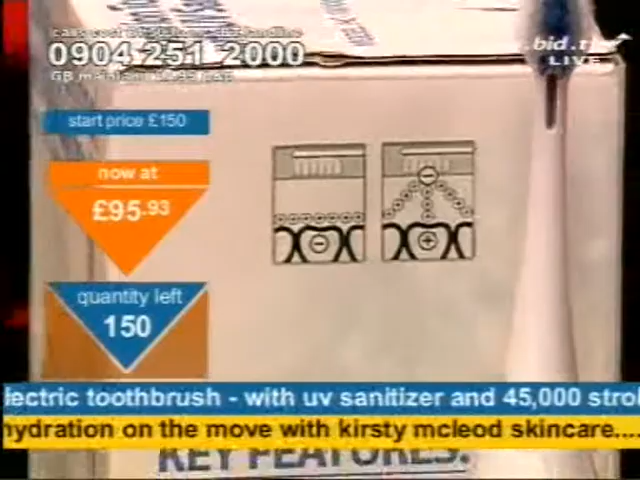 0904 251 2000
.bid.tv
LIVE
start price £150
now at
£95.93
quantity left
150
lectric toothbrush - with uv sanitizer and 45,000 stro
hydration on the move with kirsty mcleod skincare....
KEY FEATURES: